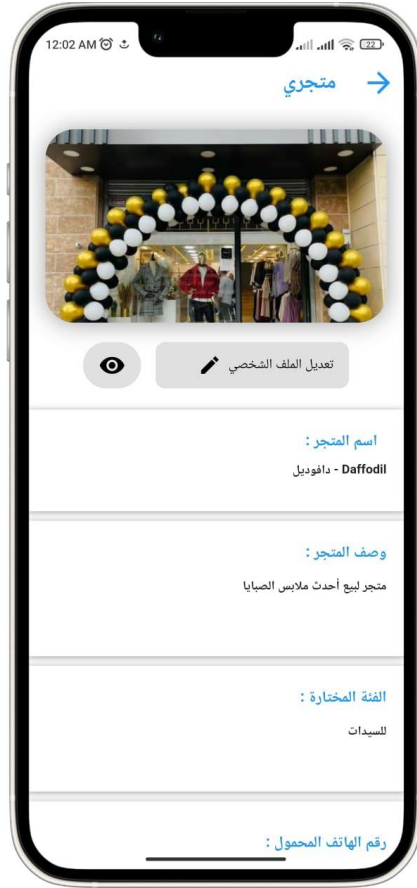 12:02 AM 22
متجري
تعديل الملف الشخصي
اسم المتجر :
Daffodil - دافوديل
وصف المتجر :
متجر لبيع أحدث ملابس الصبايا
الفئة المختارة :
للسيدات
رقم الهاتف المحمول :